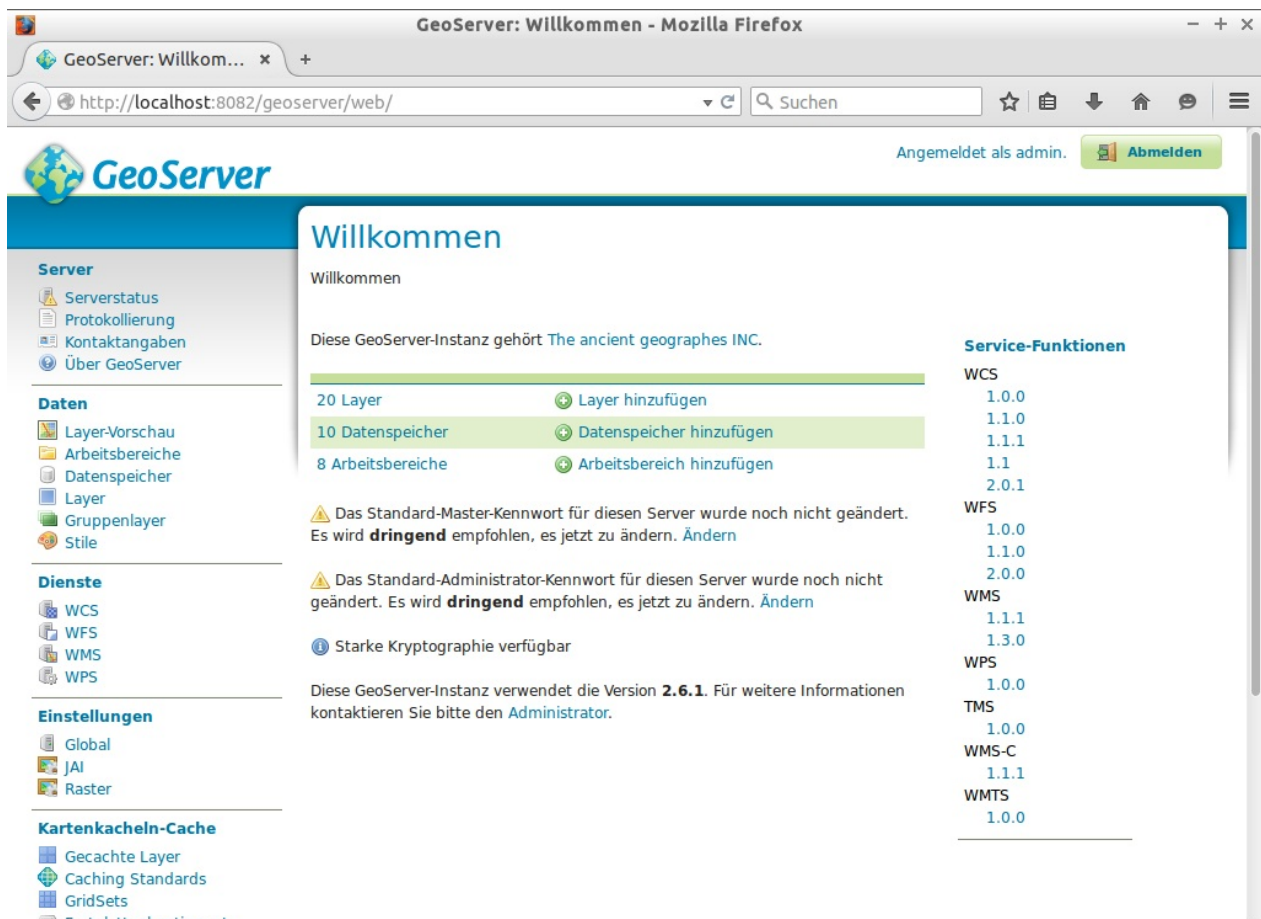 GeoServer: Willkommen - Mozilla Firefox
GeoServer: Willkom...
http://localhost:8082/geoserver/web/
Suchen
GeoServer
Angemeldet als admin.
Abmelden
Server
Serverstatus
Protokollierung
Kontaktangaben
Über GeoServer
Daten
Layer-Vorschau
Arbeitsbereiche
Datenspeicher
Layer
Gruppenlayer
Stile
Dienste
WCS
WFS
WMS
WPS
Einstellungen
Global
JAI
Raster
Kartenkacheln-Cache
Gecachte Layer
Caching Standards
GridSets
Willkommen
Willkommen
Diese GeoServer-Instanz gehört The ancient geographes INC.
20 Layer Layer hinzufügen
10 Datenspeicher Datenspeicher hinzufügen
8 Arbeitsbereiche Arbeitsbereich hinzufügen
Das Standard-Master-Kennwort für diesen Server wurde noch nicht geändert.
Es wird dringend empfohlen, es jetzt zu ändern. Ändern
Das Standard-Administrator-Kennwort für diesen Server wurde noch nicht
geändert. Es wird dringend empfohlen, es jetzt zu ändern. Ändern
Starke Kryptographie verfügbar
Diese GeoServer-Instanz verwendet die Version 2.6.1. Für weitere Informationen
kontaktieren Sie bitte den Administrator.
Service-Funktionen
WCS
1.0.0
1.1.0
1.1.1
1.1
2.0.1
WFS
1.0.0
1.1.0
2.0.0
WMS
1.1.1
1.3.0
WPS
1.0.0
TMS
1.0.0
WMS-C
1.1.1
WMTS
1.0.0